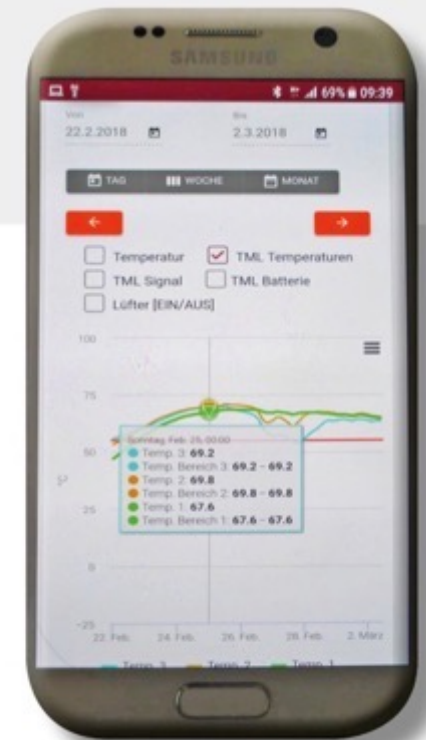 SAMSUNG
69% 09:39
Von
Bis
22.2.2018
2.3.2018
TAG
WOCHE
MONAT
Temperatur
TML Temperaturen
TML Signal
TML Batterie
Lüfter [EIN/AUS]
100
75
50
25
0
-25
°C
Sonntag, Feb. 25, 00:00
Temp. 3: 69.2
Temp. Bereich 3: 69.2 - 69.2
Temp. 2: 69.8
Temp. Bereich 2: 69.8 - 69.8
Temp. 1: 67.6
Temp. Bereich 1: 67.6 - 67.6
22. Feb.
24. Feb.
26. Feb.
28. Feb.
2. März
Temp. 3
Temp. 2
Temp. 1